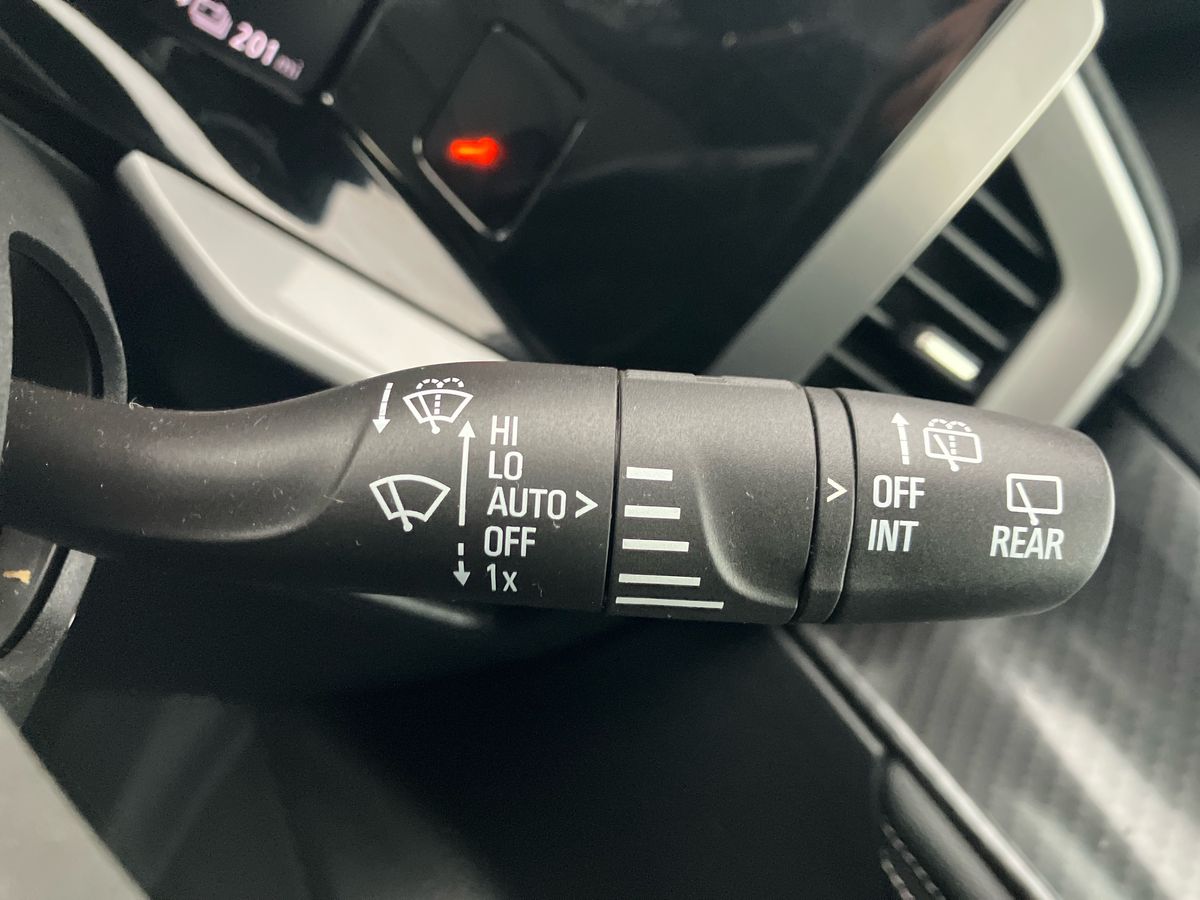 201 mi
HI
LO
AUTO >
OFF
1x
>
OFF
INT
REAR